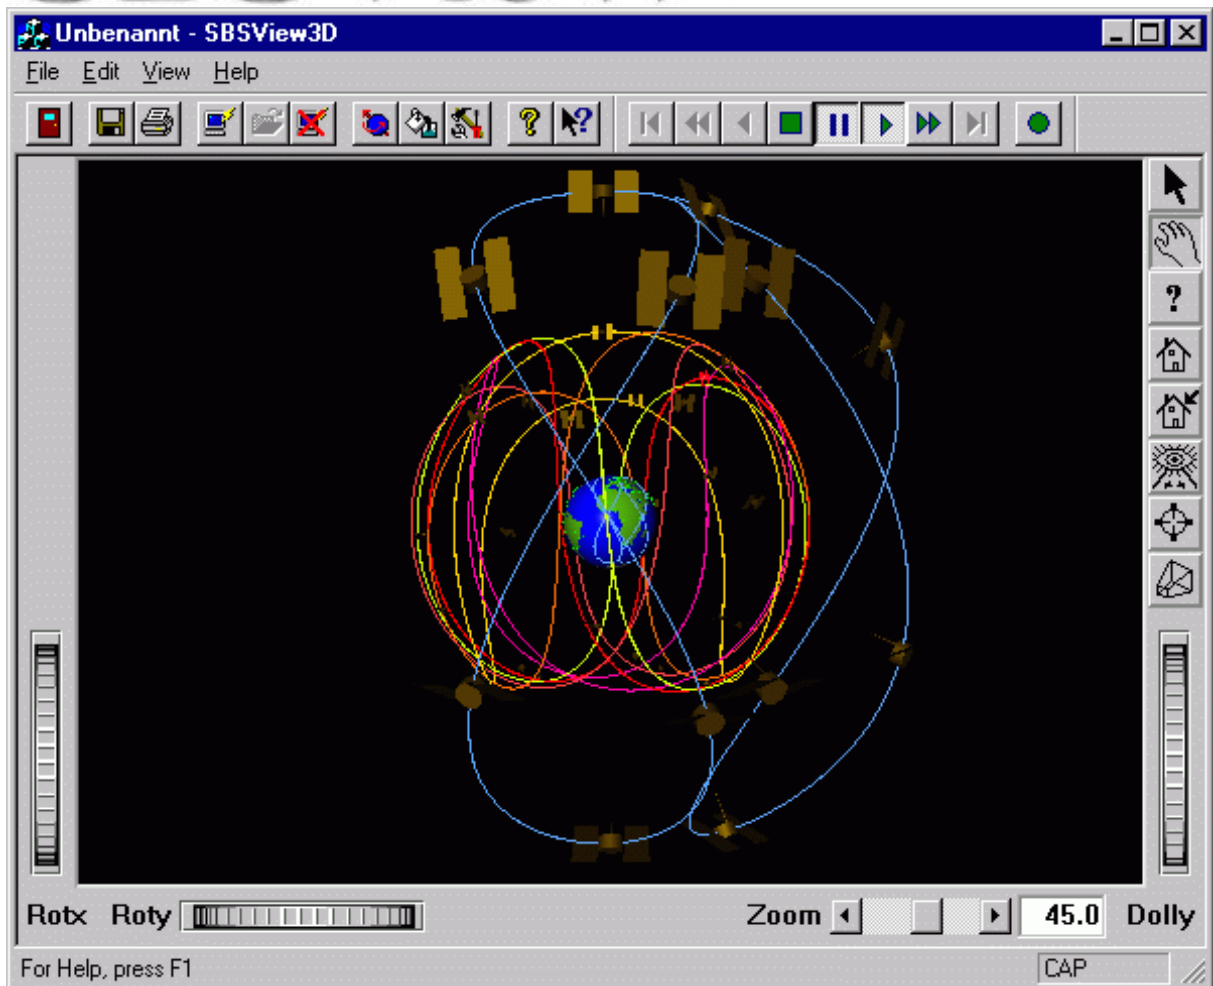 Unbenannt - SBSView3D
File Edit View Help
Rotx Roty Zoom 45.0 Dolly
For Help, press F1 CAP